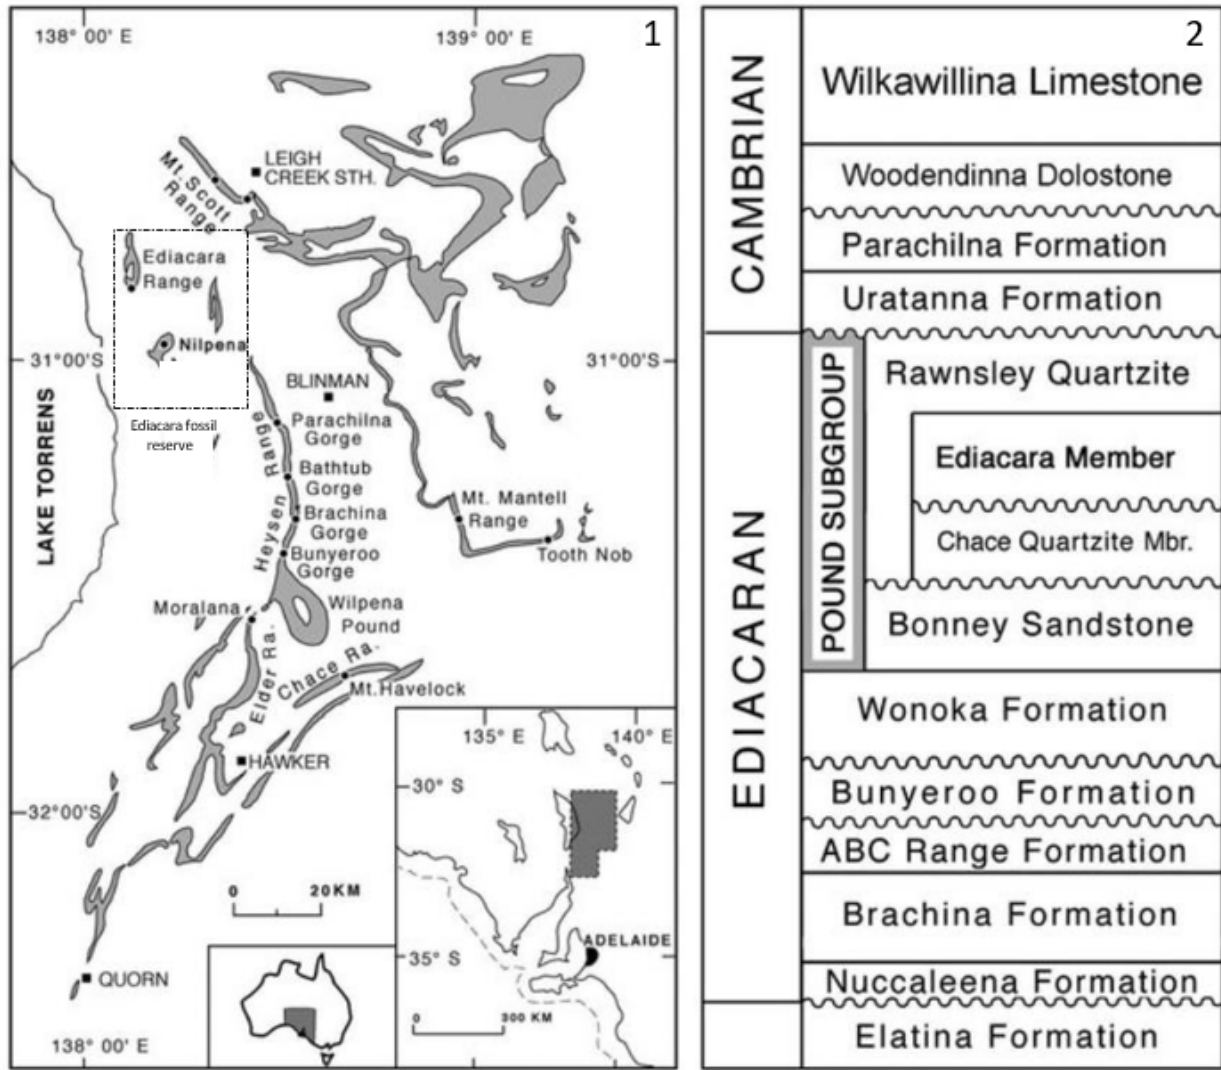 138° 00' E
139° 00' E
1
LEIGH
CREEK STH.
Mt. Scott
Range
Ediacara
Range
Nilpena
31°00'S
31°00'S
BLINMAN
Ediacara fossil
reserve
Parachilna
Gorge
Bathtub
Gorge
Heysen Range
Brachina
Gorge
Mt. Mantell
Range
Bunyeroo
Gorge
Tooth Nob
LAKE TORRENS
Moralana
Wilpena
Pound
Elder Ra.
Chace Ra.
Mt. Havelock
HAWKER
32°00'S
0 20KM
QUORN
138° 00' E
135° E
140° E
30° S
35° S
ADELAIDE
0 300 KM
2
CAMBRIAN
Wilkawillina Limestone
Woodendinna Dolostone
Parachilna Formation
Uratanna Formation
EDIACARAN
POUND SUBGROUP
Rawnsley Quartzite
Ediacara Member
Chace Quartzite Mbr.
Bonney Sandstone
Wonoka Formation
Bunyeroo Formation
ABC Range Formation
Brachina Formation
Nuccaleena Formation
Elatina Formation